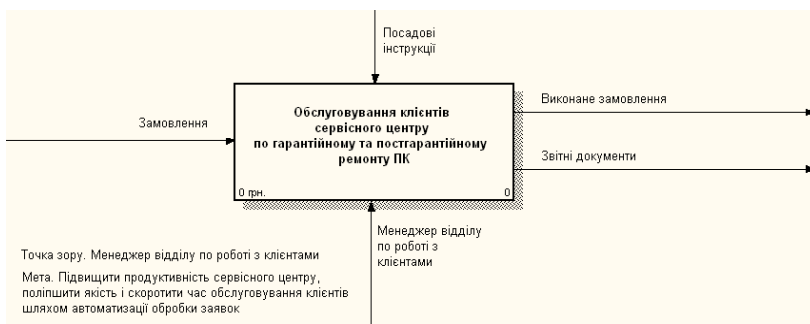 Посадові
інструкції
Замовлення
Обслуговування клієнтів
сервісного центру
по гарантійному та постгарантійному
ремонту ПК
0 грн.
0
Виконане замовлення
Звітні документи
Менеджер відділу
по роботі з
клієнтами
Точка зору. Менеджер відділу по роботі з клієнтами
Мета. Підвищити продуктивність сервісного центру,
поліпшити якість і скоротити час обслуговування клієнтів
шляхом автоматизації обробки заявок